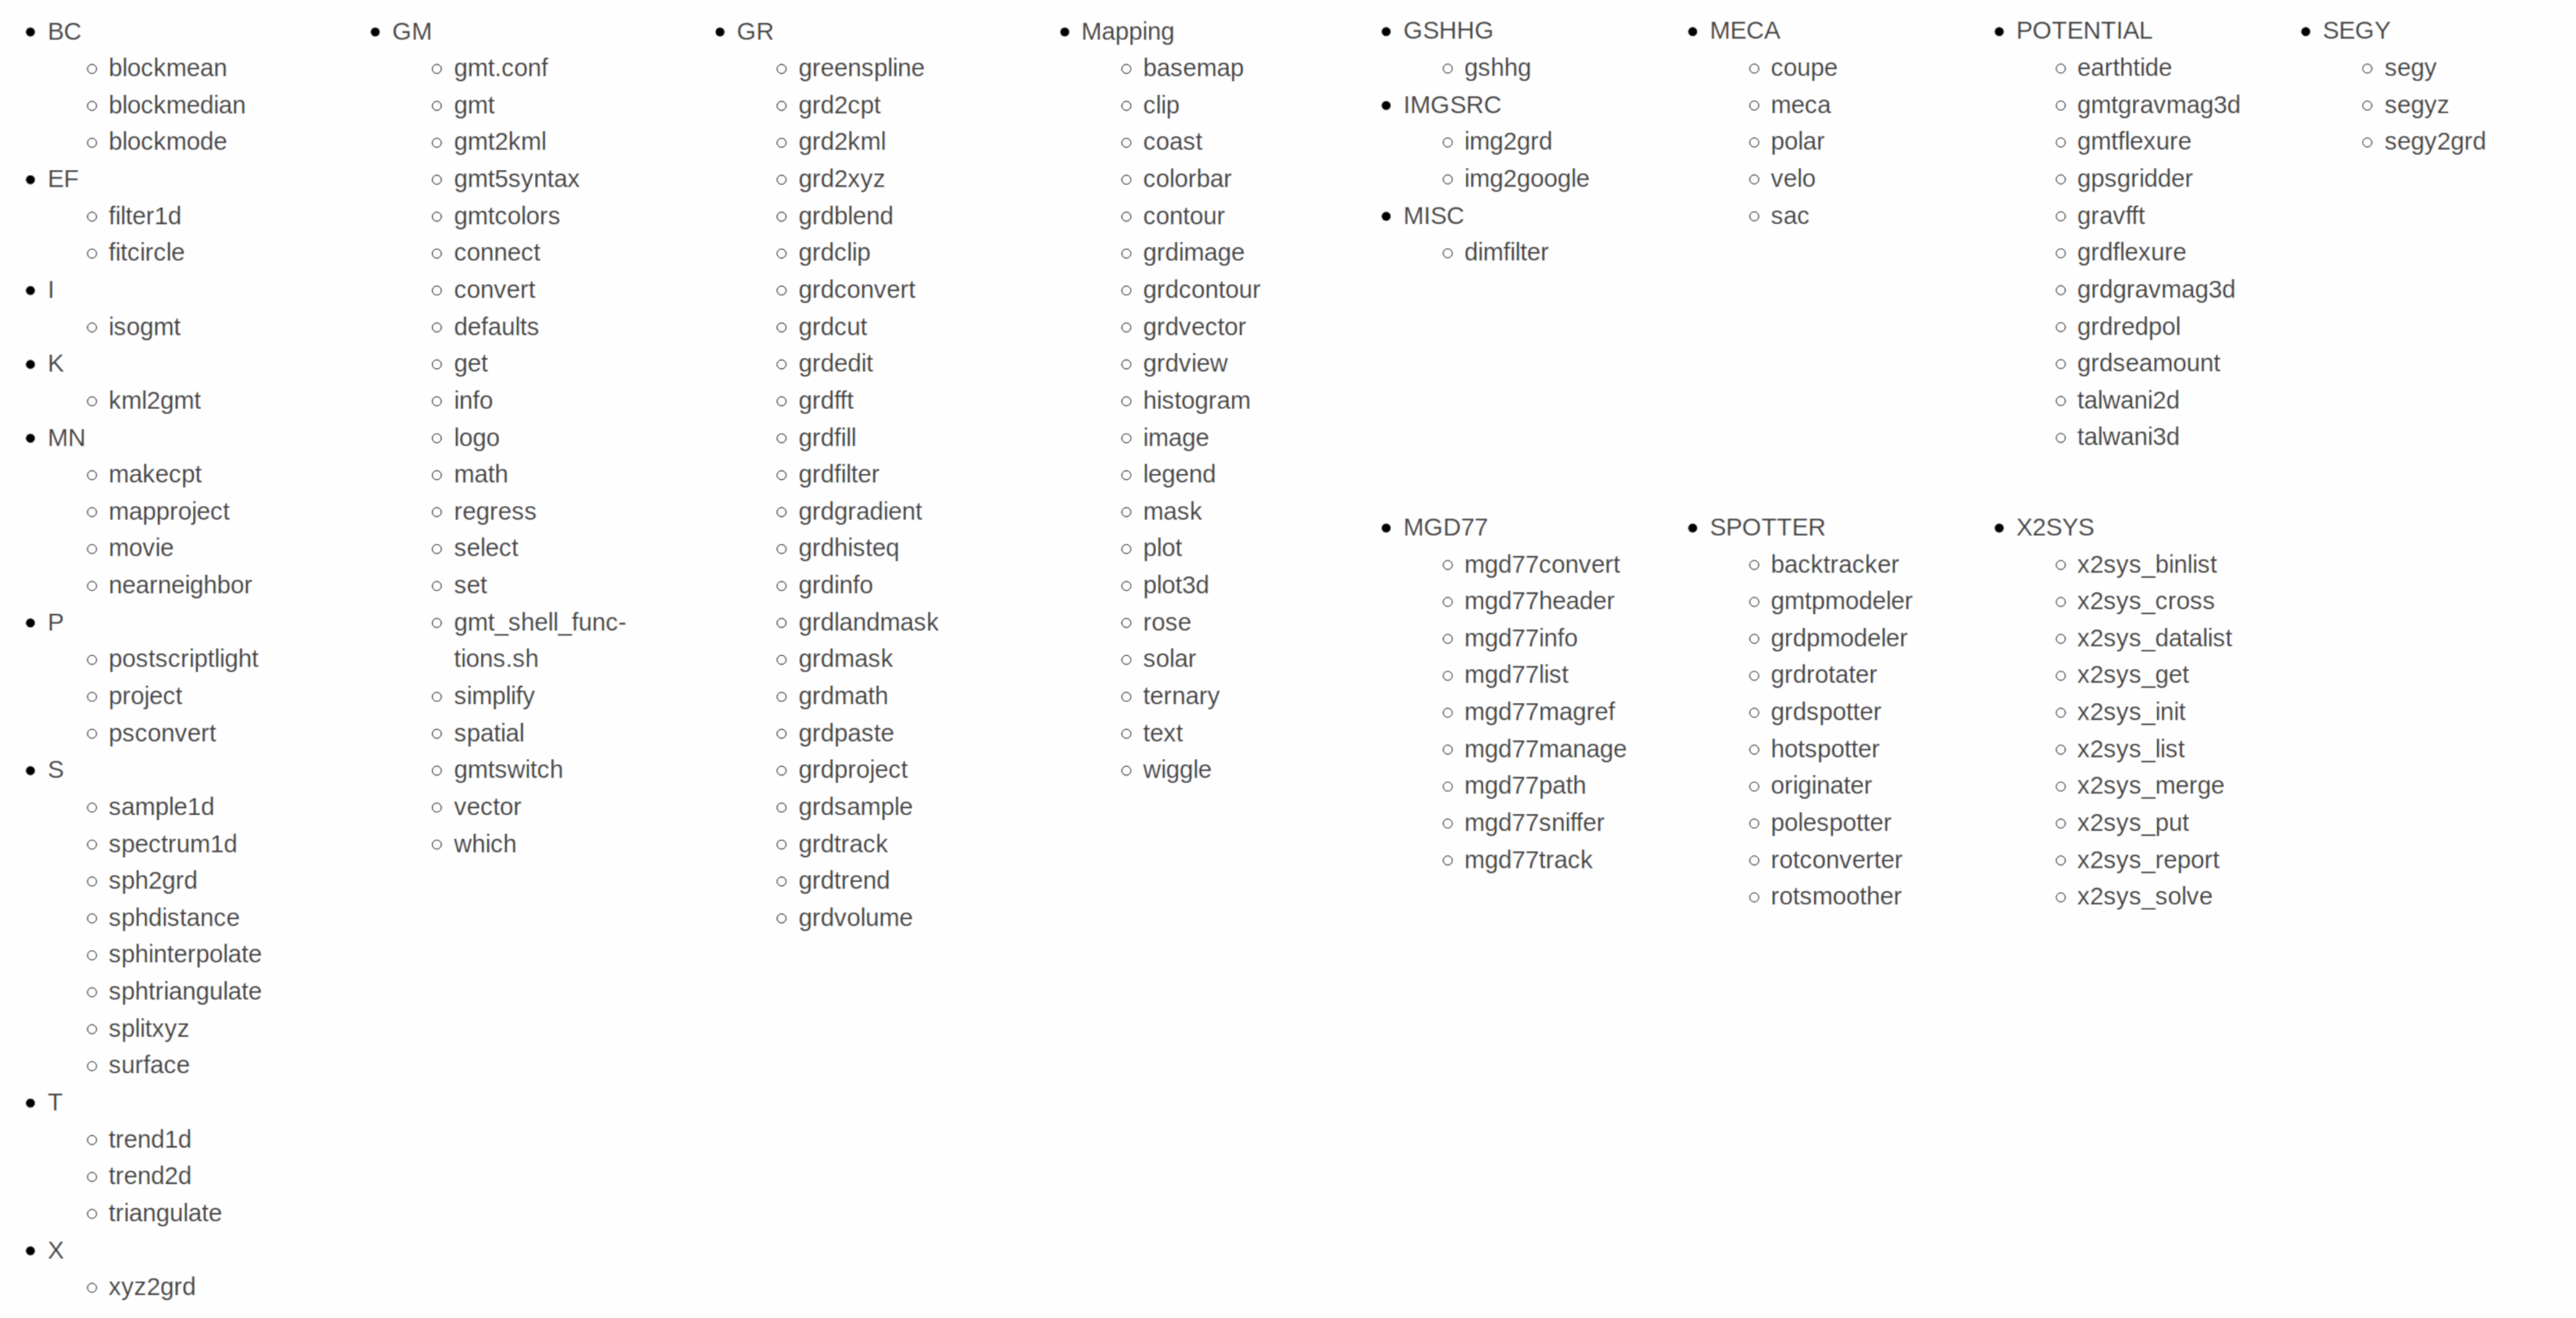 BC
blockmean
blockmedian
blockmode
EF
filter1d
fitcircle
I
isogmt
K
kml2gmt
MN
makecpt
mapproject
movie
nearneighbor
P
postscriptlight
project
psconvert
S
sample1d
spectrum1d
sph2grd
sphdistance
sphinterpolate
sphtriangulate
splitxyz
surface
T
trend1d
trend2d
triangulate
X
xyz2grd
GM
gmt.conf
gmt
gmt2kml
gmt5syntax
gmtcolors
connect
convert
defaults
get
info
logo
math
regress
select
set
gmt_shell_func-
tions.sh
simplify
spatial
gmtswitch
vector
which
GR
greenspline
grd2cpt
grd2kml
grd2xyz
grdblend
grdclip
grdconvert
grdcut
grdedit
grdfft
grdfill
grdfilter
grdgradient
grdhisteq
grdinfo
grdlandmask
grdmask
grdmath
grdpaste
grdproject
grdsample
grdtrack
grdtrend
grdvolume
Mapping
basemap
clip
coast
colorbar
contour
grdimage
grdcontour
grdvector
grdview
histogram
image
legend
mask
plot
plot3d
rose
solar
ternary
text
wiggle
GSHHG
gshhg
IMGSRC
img2grd
img2google
MISC
dimfilter
MECA
coupe
meca
polar
velo
sac
POTENTIAL
earthtide
gmtgravmag3d
gmtflexure
gpsgridder
gravfft
grdflexure
grdgravmag3d
grdredpol
grdseamount
talwani2d
talwani3d
SEGY
segy
segyz
segy2grd
MGD77
mgd77convert
mgd77header
mgd77info
mgd77list
mgd77magref
mgd77manage
mgd77path
mgd77sniffer
mgd77track
SPOTTER
backtracker
gmtpmodeler
grdpmodeler
grdrotater
grdspotter
hotspotter
originater
polespotter
rotconverter
rotsmoother
X2SYS
x2sys_binlist
x2sys_cross
x2sys_datalist
x2sys_get
x2sys_init
x2sys_list
x2sys_merge
x2sys_put
x2sys_report
x2sys_solve